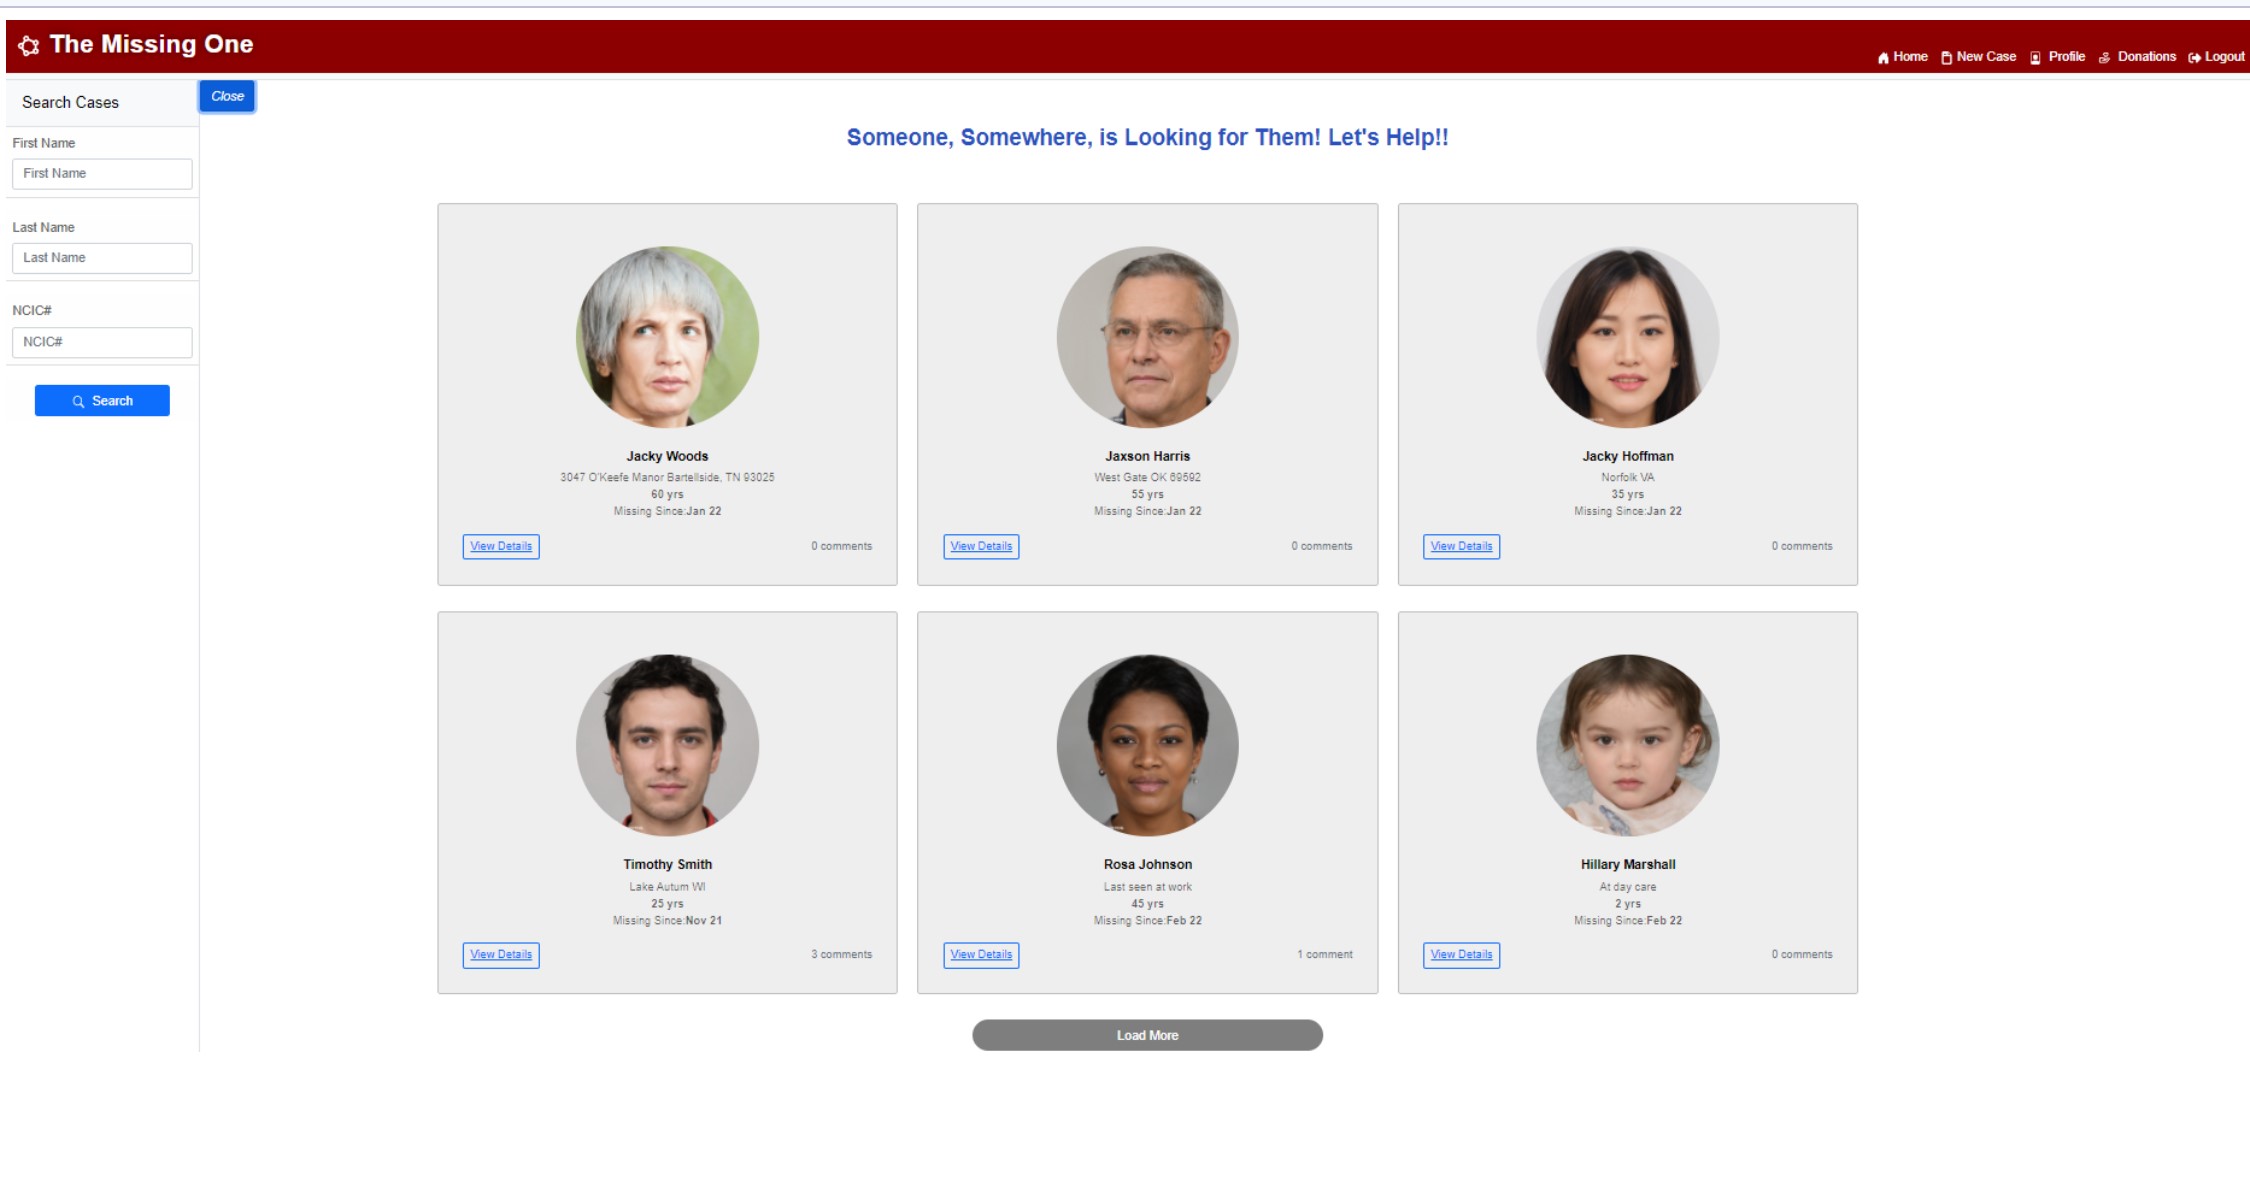 The Missing One
Home New Case Profile Donations Logout
Search Cases
Close
First Name
First Name
Last Name
Last Name
NCIC#
NCIC#
Search
Someone, Somewhere, is Looking for Them! Let's Help!!
Jacky Woods
3047 O'Keefe Manor Bartellside, TN 93025
60 yrs
Missing Since:Jan 22
View Details 0 comments
Jaxson Harris
West Gate OK 69592
55 yrs
Missing Since:Jan 22
View Details 0 comments
Jacky Hoffman
Norfolk VA
35 yrs
Missing Since:Jan 22
View Details 0 comments
Timothy Smith
Lake Autum WI
25 yrs
Missing Since:Nov 21
View Details 3 comments
Rosa Johnson
Last seen at work
45 yrs
Missing Since:Feb 22
View Details 1 comment
Hillary Marshall
At day care
2 yrs
Missing Since:Feb 22
View Details 0 comments
Load More